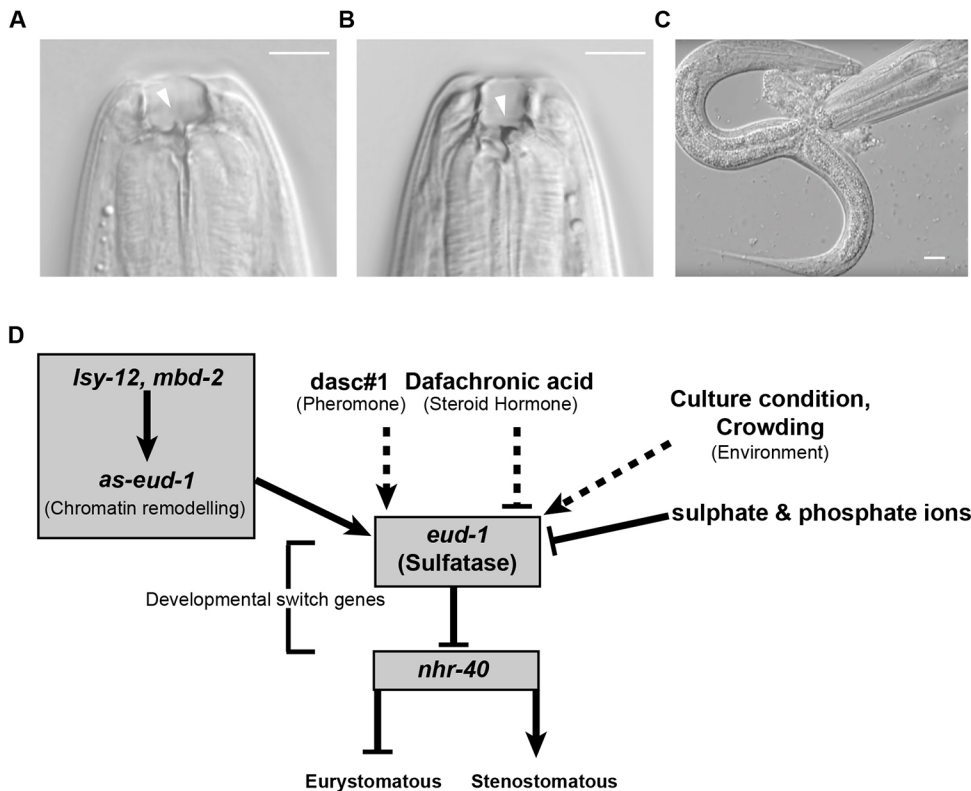 A
B
C
D
lsy-12, mbd-2
as-eud-1
(Chromatin remodelling)
dasc#1
(Pheromone)
Dafachronic acid
(Steroid Hormone)
Culture condition,
Crowding
(Environment)
sulphate & phosphate ions
eud-1
(Sulfatase)
Developmental switch genes
nhr-40
Eurystomatous
Stenostomatous